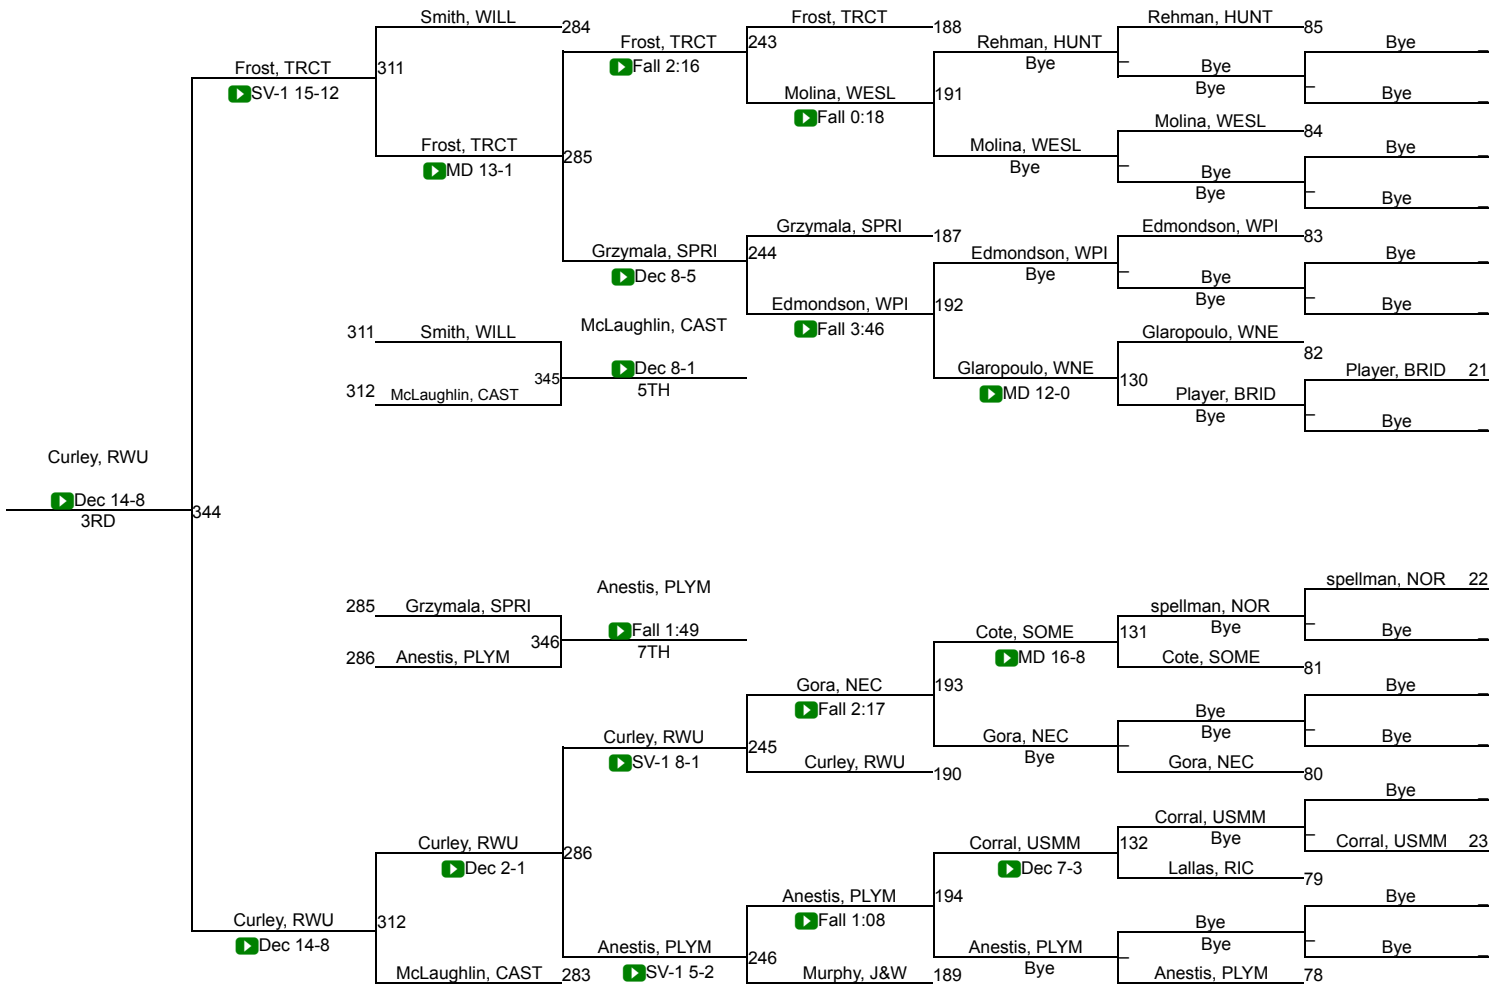 Smith, WILL 284 Frost, TRCT 188 Rehman, HUNT 85
Frost, TRCT 243 Rehman, HUNT Bye
Frost, TRCT 311 Fall 2:16 Bye Bye
SV-1 15-12 Molina, WESL 191 Bye Bye
Fall 0:18 Molina, WESL 84
Frost, TRCT 285 Molina, WESL Bye
MD 13-1 Bye Bye
Bye Bye
Grzymala, SPRI 187 Edmondson, WPI 83
Grzymala, SPRI 244 Edmondson, WPI Bye
Dec 8-5 Bye Bye
Edmondson, WPI 192 Bye Bye
311 Smith, WILL McLaughlin, CAST Fall 3:46 Glaropoulo, WNE 82
345 Dec 8-1 Glaropoulo, WNE 130 Player, BRID 21
312 McLaughlin, CAST 5TH MD 12-0 Player, BRID
Bye Bye
Curley, RWU
Dec 14-8
3RD 344
Anestis, PLYM spellman, NOR 22
285 Grzymala, SPRI spellman, NOR
346 Fall 1:49 Cote, SOME 131 Bye Bye
286 Anestis, PLYM 7TH MD 16-8 Cote, SOME 81
Gora, NEC 193 Bye
Fall 2:17 Bye
Curley, RWU 245 Gora, NEC Bye Bye
SV-1 8-1 Curley, RWU 190 Bye Gora, NEC 80
Bye
Curley, RWU 286 Corral, USMM 132 Corral, USMM
Dec 2-1 Dec 7-3 Bye Corral, USMM 23
Anestis, PLYM 194 Lallas, RIC 79
Curley, RWU 312 Fall 1:08 Bye Bye
Dec 14-8 Anestis, PLYM 246 Anestis, PLYM Bye Bye
McLaughlin, CAST 283 SV-1 5-2 Murphy, J&W 189 Bye Anestis, PLYM 78